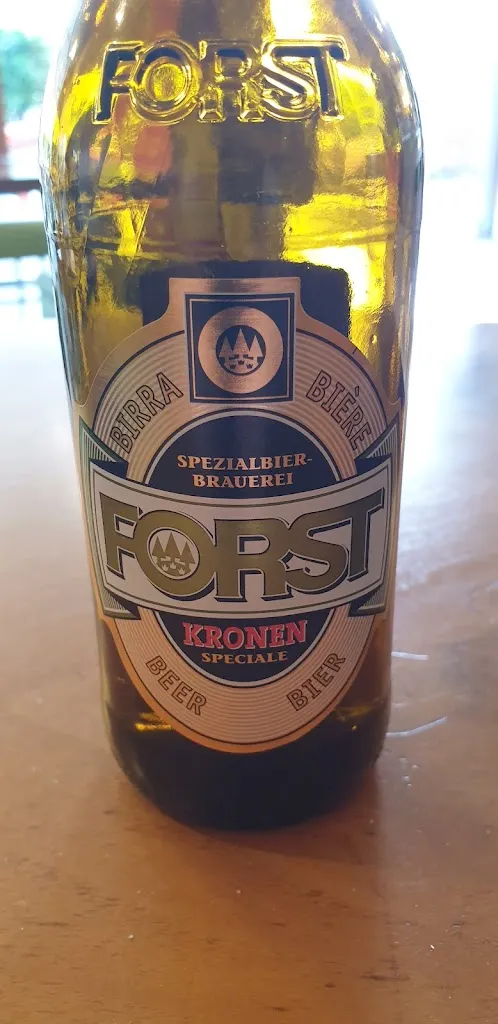 FORST
BIRRA
BIÈRE
SPEZIALBIER-
BRAUEREI
FORST
KRONEN
SPECIALE
BEER
BIER